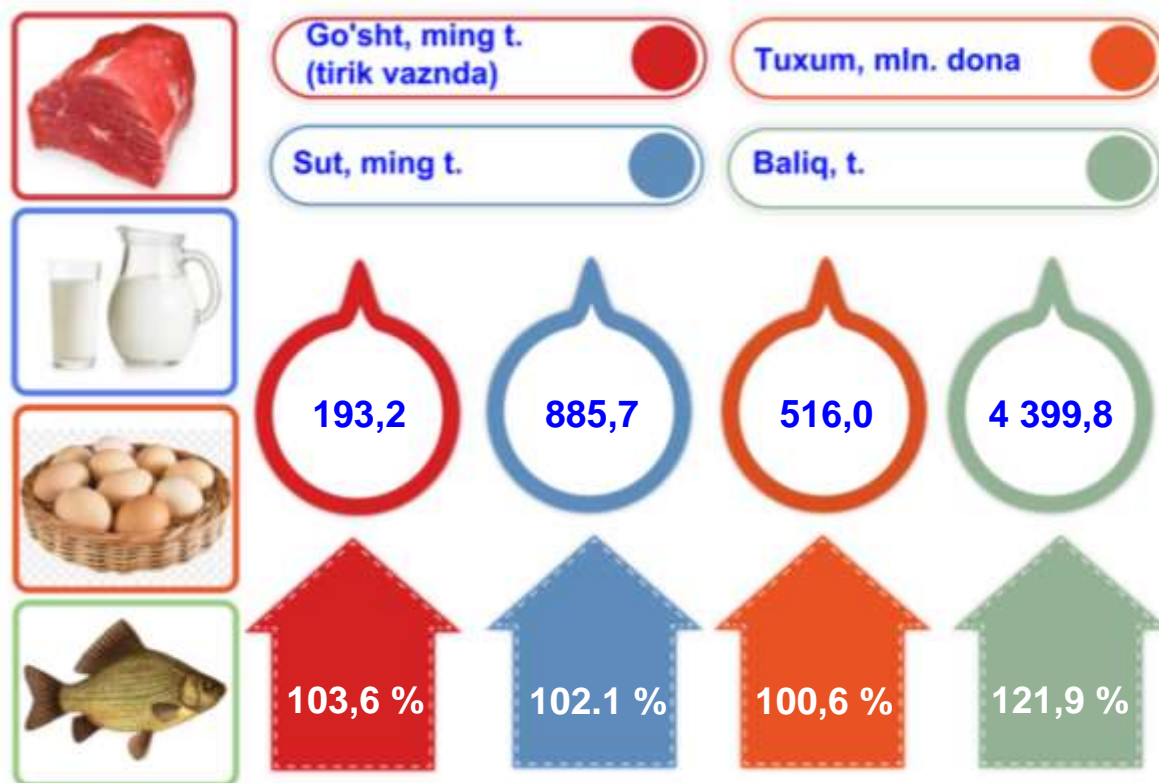 Go'sht, ming t.
(tirik vaznda)
Tuxum, mln. dona
Sut, ming t.
Baliq, t.
193,2
885,7
516,0
4 399,8
103,6 %
102.1 %
100,6 %
121,9 %